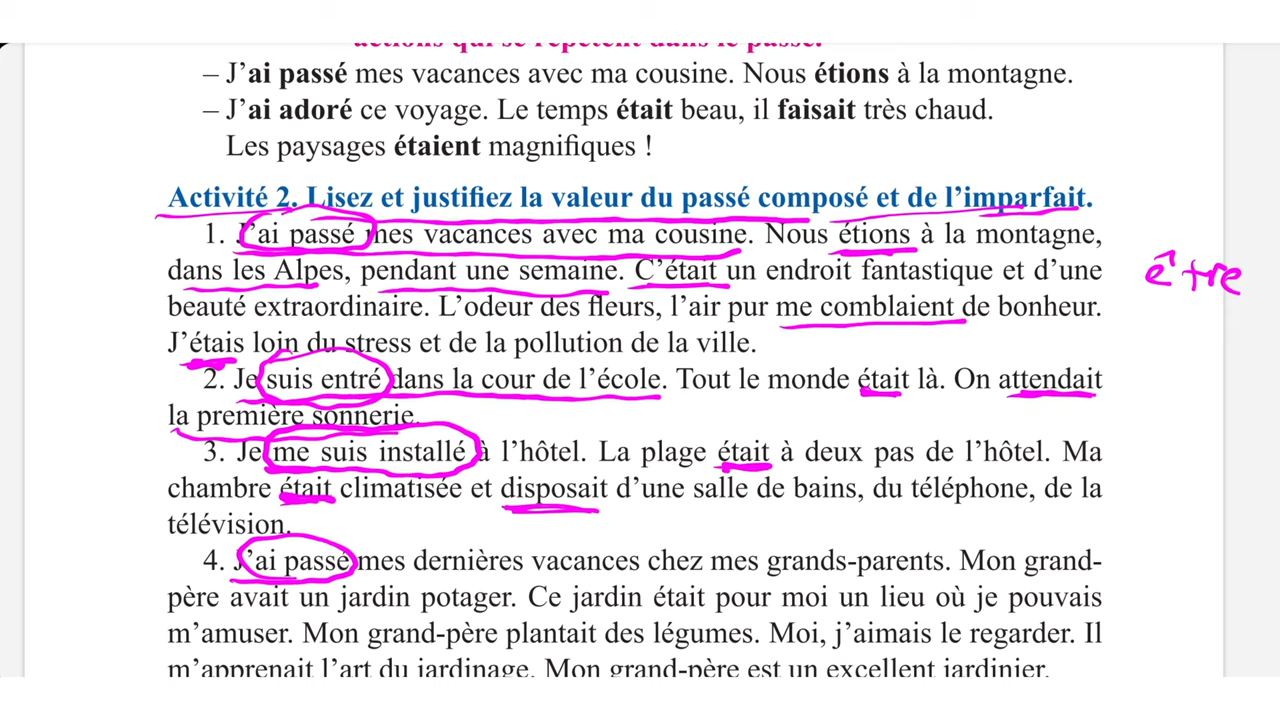 actions qui se répètent dans le passé.
– J'ai passé mes vacances avec ma cousine. Nous étions à la montagne.
– J'ai adoré ce voyage. Le temps était beau, il faisait très chaud.
Les paysages étaient magnifiques !
Activité 2. Lisez et justifiez la valeur du passé composé et de l'imparfait.
1. J'ai passé mes vacances avec ma cousine. Nous étions à la montagne,
dans les Alpes, pendant une semaine. C'était un endroit fantastique et d'une
être
beauté extraordinaire. L'odeur des fleurs, l'air pur me comblaient de bonheur.
J'étais loin du stress et de la pollution de la ville.
2. Je suis entré dans la cour de l'école. Tout le monde était là. On attendait
la première sonnerie.
3. Je me suis installé à l'hôtel. La plage était à deux pas de l'hôtel. Ma
chambre était climatisée et disposait d'une salle de bains, du téléphone, de la
télévision.
4. J'ai passé mes dernières vacances chez mes grands-parents. Mon grand-
père avait un jardin potager. Ce jardin était pour moi un lieu où je pouvais
m'amuser. Mon grand-père plantait des légumes. Moi, j'aimais le regarder. Il
m'apprenait l'art du jardinage. Mon grand-père est un excellent jardinier.